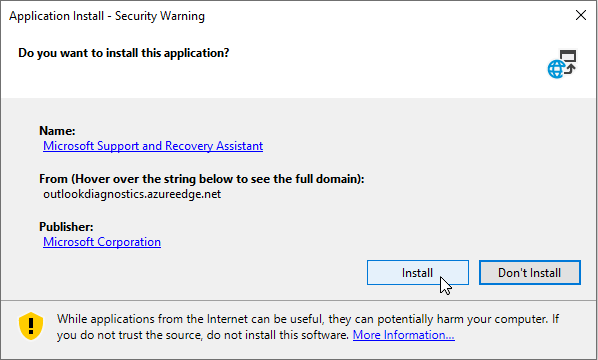 Application Install - Security Warning
Do you want to install this application?
Name:
Microsoft Support and Recovery Assistant
From (Hover over the string below to see the full domain):
outlookdiagnostics.azureedge.net
Publisher:
Microsoft Corporation
Install
Don't Install
While applications from the Internet can be useful, they can potentially harm your computer. If
you do not trust the source, do not install this software. More Information...